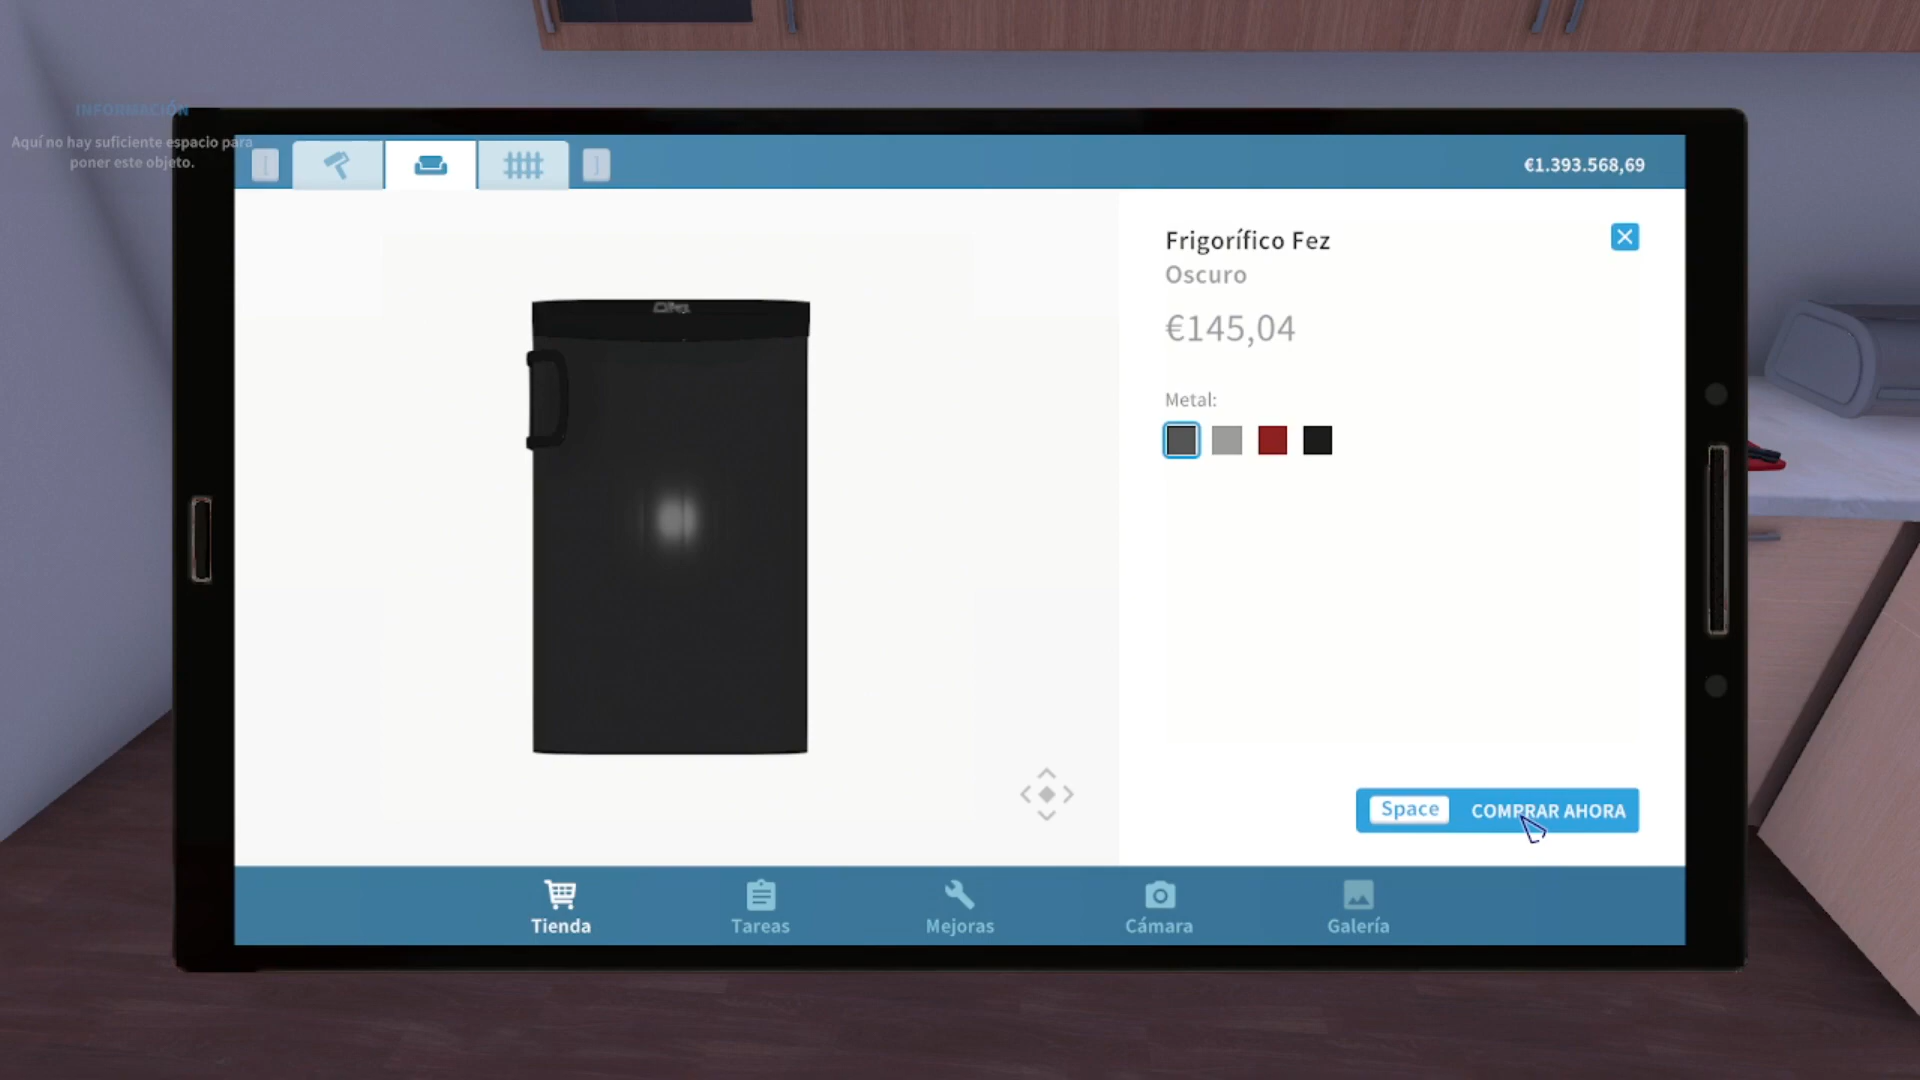 INFORMACIÓN
Aquí no hay suficiente espacio para
poner este objeto.
[
]
€1.393.568,69
Frigorífico Fez
Oscuro
€145,04
Metal:
Space COMPRAR AHORA
Tienda
Tareas
Mejoras
Cámara
Galería